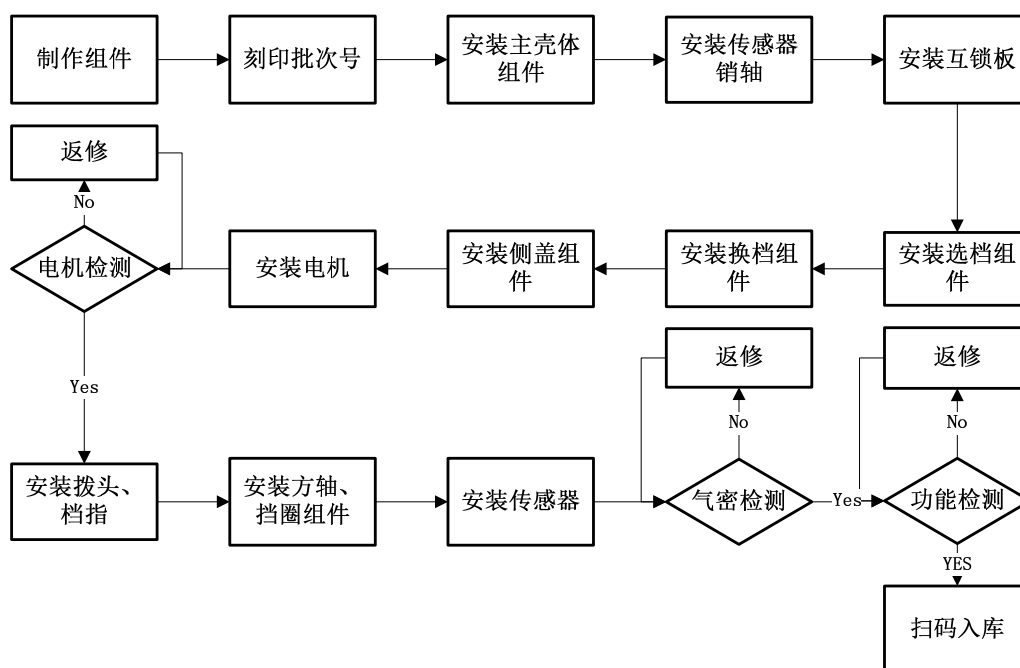 制作组件
刻印批次号
安装主壳体
组件
安装传感器
销轴
安装互锁板
返修
No
电机检测
安装电机
安装侧盖组
件
安装换档组
件
安装选档组
件
Yes
返修
返修
No
No
安装拨头、
档指
安装方轴、
挡圈组件
安装传感器
气密检测
Yes
功能检测
YES
扫码入库